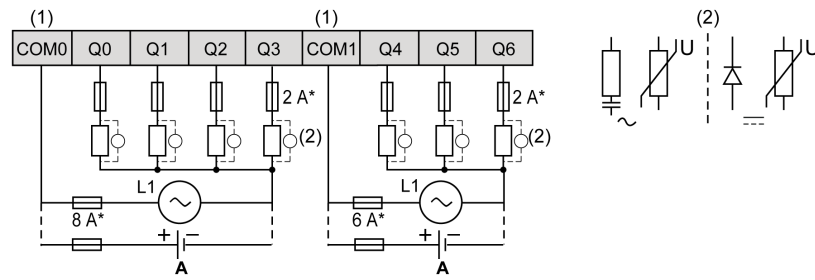 (1) (1) (2)
COM0 Q0 Q1 Q2 Q3 COM1 Q4 Q5 Q6
U U
2 A* 2 A*
(2) (2)
L1 L1
8 A* 6 A*
+ − + −
A A